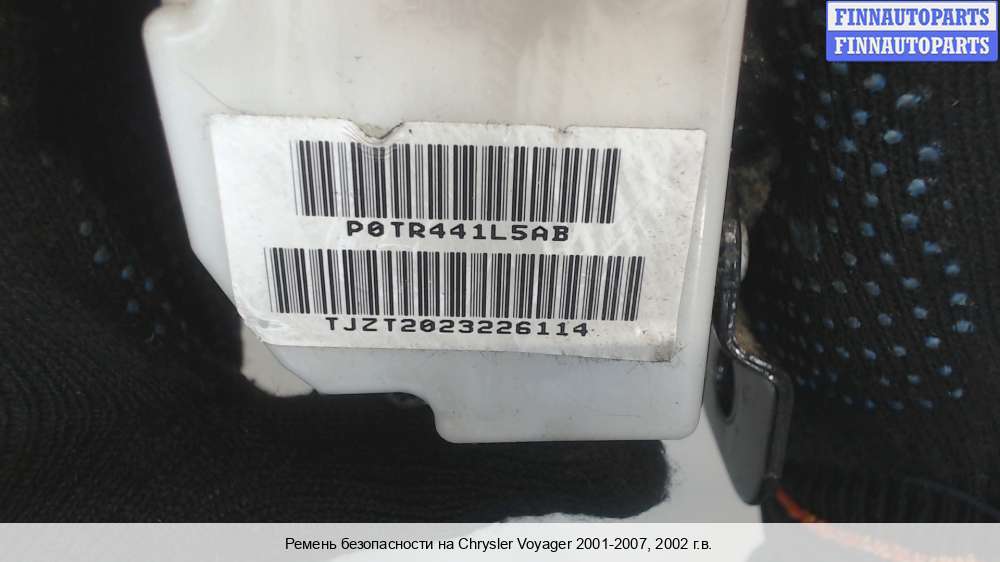 FINNAUTOPARTS
FINNAUTOPARTS
P0TR441L5AB
TJZT2023226114
Ремень безопасности на Chrysler Voyager 2001-2007, 2002 г.в.